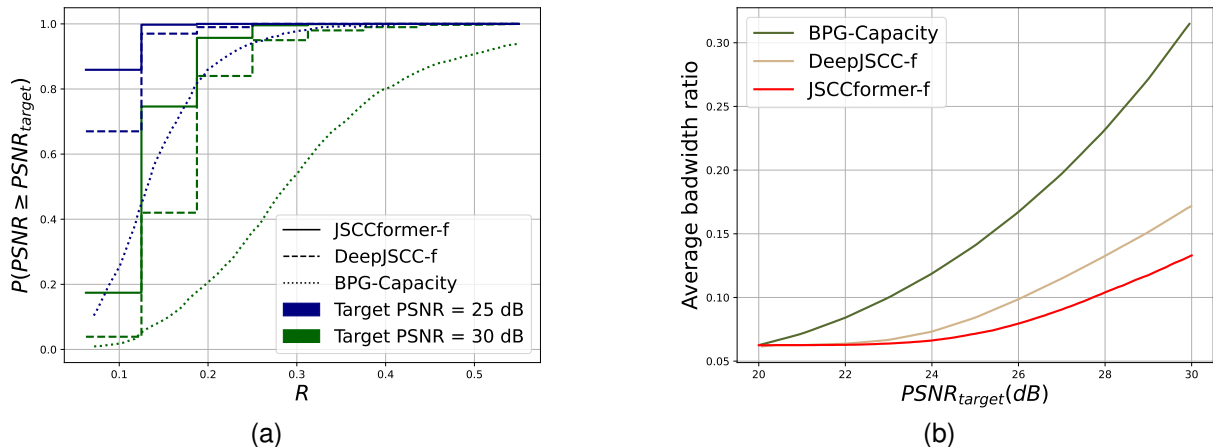 P(PSNR ≥ PSNR_target)
1.0
0.8
0.6
0.4
0.2
0.0
0.1 0.2 0.3 0.4 0.5
R
JSCCformer-f
DeepJSCC-f
BPG-Capacity
Target PSNR = 25 dB
Target PSNR = 30 dB
(a)
Average badwidth ratio
0.30
0.25
0.20
0.15
0.10
0.05
20 22 24 26 28 30
PSNR_target(dB)
BPG-Capacity
DeepJSCC-f
JSCCformer-f
(b)